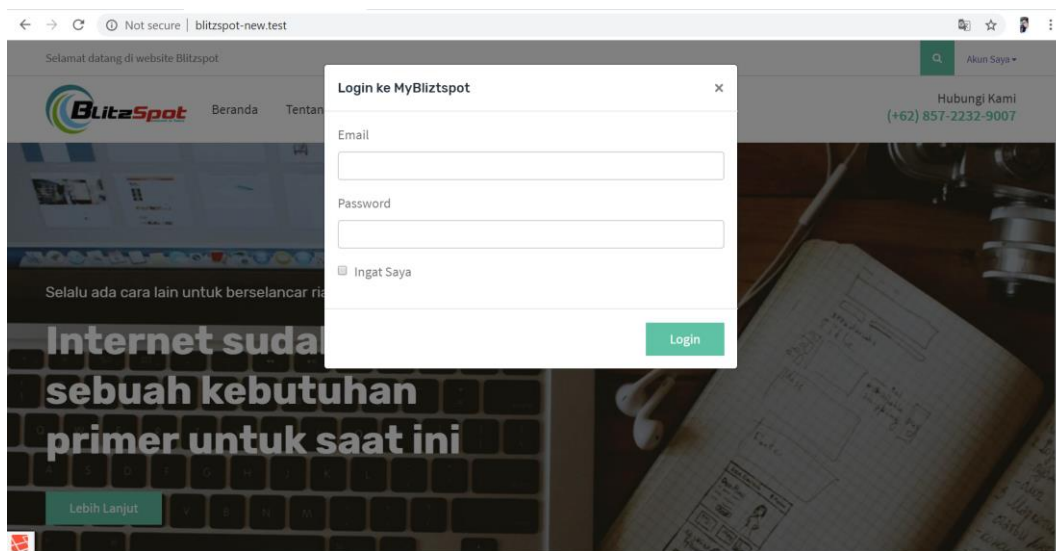 Not secure | blitzspot-new.test
Selamat datang di website Blitzspot
Akun Saya
BLitzSpot
Beranda
Tentan
Hubungi Kami
(+62) 857-2232-9007
Login ke MyBliztspot
×
Email
Password
Ingat Saya
Login
Selalu ada cara lain untuk berselancar ria
Internet sudal
sebuah kebutuhan
primer untuk saat ini
Lebih Lanjut